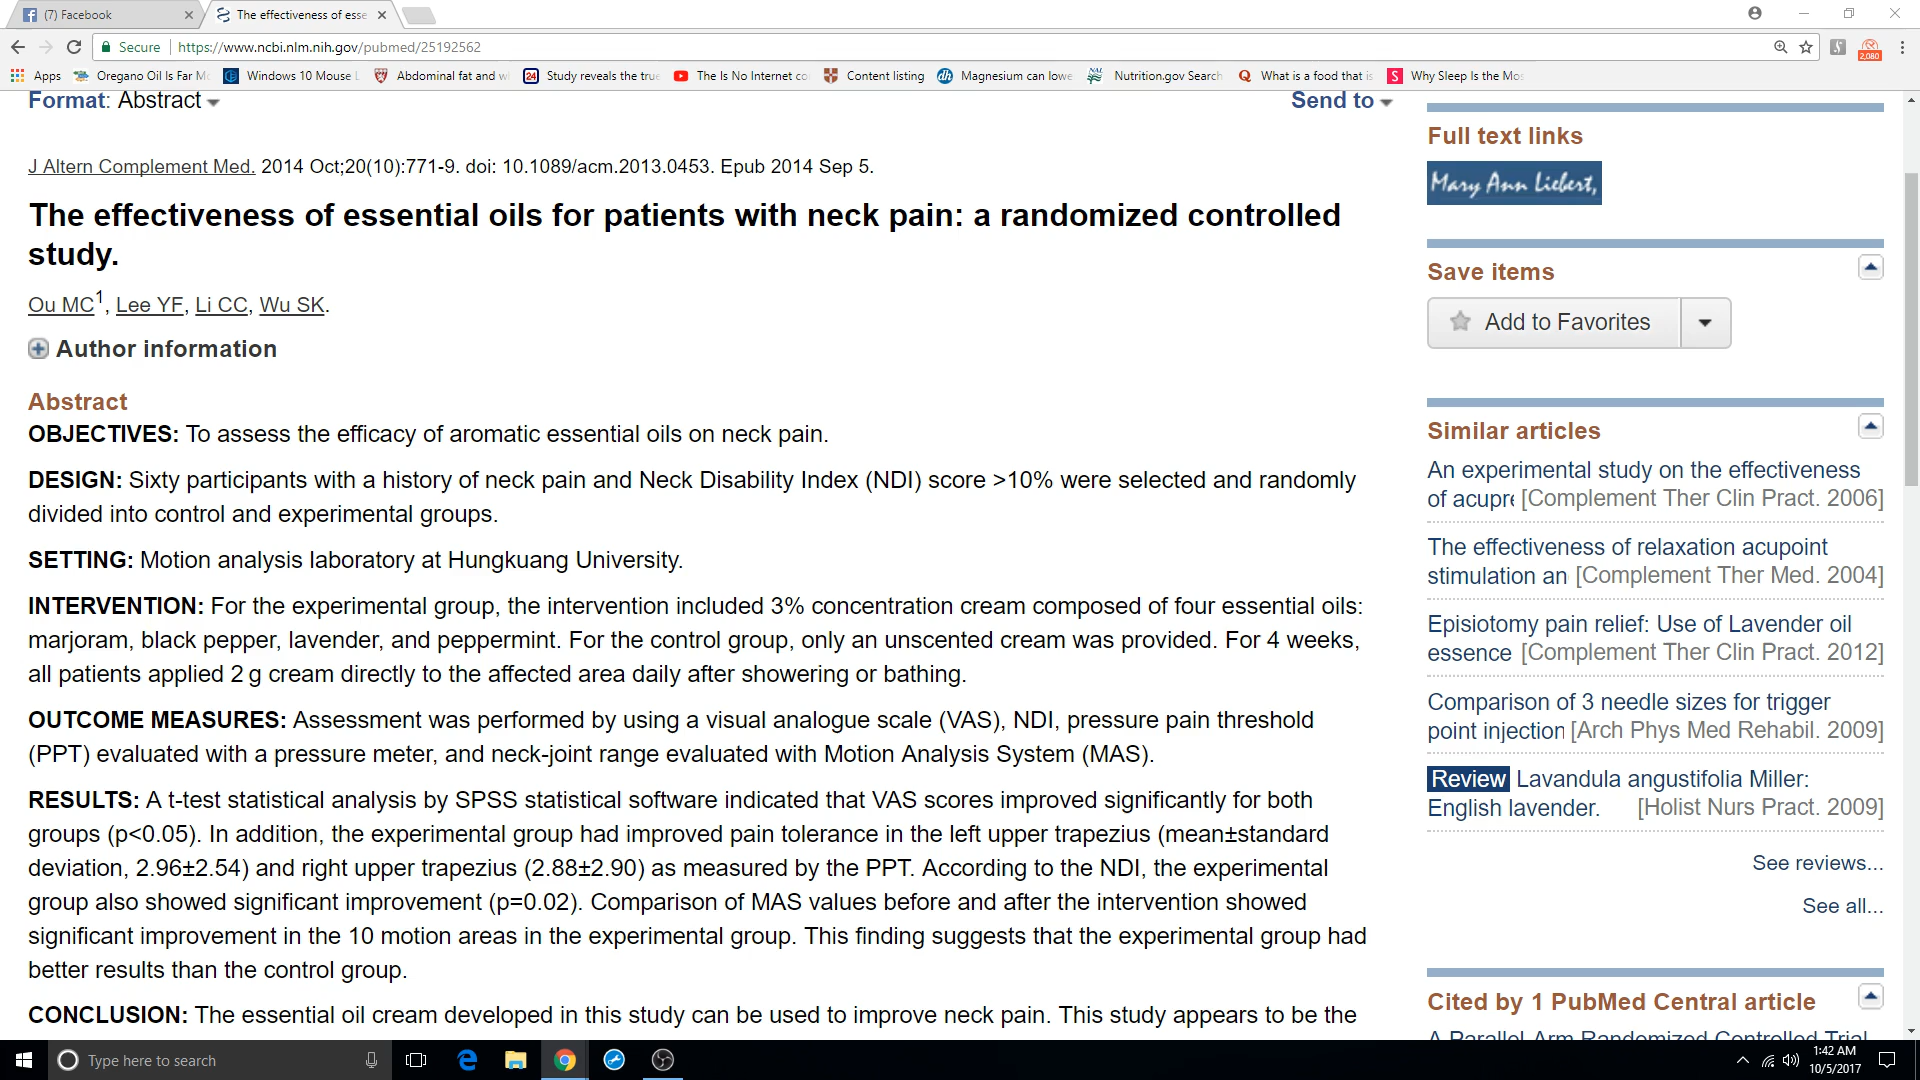 (7) Facebook
The effectiveness of esse
Secure
https://www.ncbi.nlm.nih.gov/pubmed/25192562
2,080
Apps
Oregano Oil Is Far Mo
Windows 10 Mouse L
Abdominal fat and wi
24
Study reveals the true
The Is No Internet co
Content listing
dh
Magnesium can lowe
NAL
Nutrition.gov Search
Q
What is a food that is
S
Why Sleep Is the Mos
Format: Abstract
Send to
J Altern Complement Med. 2014 Oct;20(10):771-9. doi: 10.1089/acm.2013.0453. Epub 2014 Sep 5.
The effectiveness of essential oils for patients with neck pain: a randomized controlled
study.
Ou MC1, Lee YF, Li CC, Wu SK.
Author information
Abstract
OBJECTIVES: To assess the efficacy of aromatic essential oils on neck pain.
DESIGN: Sixty participants with a history of neck pain and Neck Disability Index (NDI) score >10% were selected and randomly
divided into control and experimental groups.
SETTING: Motion analysis laboratory at Hungkuang University.
INTERVENTION: For the experimental group, the intervention included 3% concentration cream composed of four essential oils:
marjoram, black pepper, lavender, and peppermint. For the control group, only an unscented cream was provided. For 4 weeks,
all patients applied 2 g cream directly to the affected area daily after showering or bathing.
OUTCOME MEASURES: Assessment was performed by using a visual analogue scale (VAS), NDI, pressure pain threshold
(PPT) evaluated with a pressure meter, and neck-joint range evaluated with Motion Analysis System (MAS).
RESULTS: A t-test statistical analysis by SPSS statistical software indicated that VAS scores improved significantly for both
groups (p<0.05). In addition, the experimental group had improved pain tolerance in the left upper trapezius (mean±standard
deviation, 2.96±2.54) and right upper trapezius (2.88±2.90) as measured by the PPT. According to the NDI, the experimental
group also showed significant improvement (p=0.02). Comparison of MAS values before and after the intervention showed
significant improvement in the 10 motion areas in the experimental group. This finding suggests that the experimental group had
better results than the control group.
CONCLUSION: The essential oil cream developed in this study can be used to improve neck pain. This study appears to be the
Full text links
Mary Ann Liebert,
Save items
Add to Favorites
Similar articles
An experimental study on the effectiveness
of acupre [Complement Ther Clin Pract. 2006]
The effectiveness of relaxation acupoint
stimulation an [Complement Ther Med. 2004]
Episiotomy pain relief: Use of Lavender oil
essence [Complement Ther Clin Pract. 2012]
Comparison of 3 needle sizes for trigger
point injection [Arch Phys Med Rehabil. 2009]
Review Lavandula angustifolia Miller:
English lavender. [Holist Nurs Pract. 2009]
See reviews...
See all...
Cited by 1 PubMed Central article
A Parallel-Arm Randomized Controlled Trial
Type here to search
1:42 AM
10/5/2017